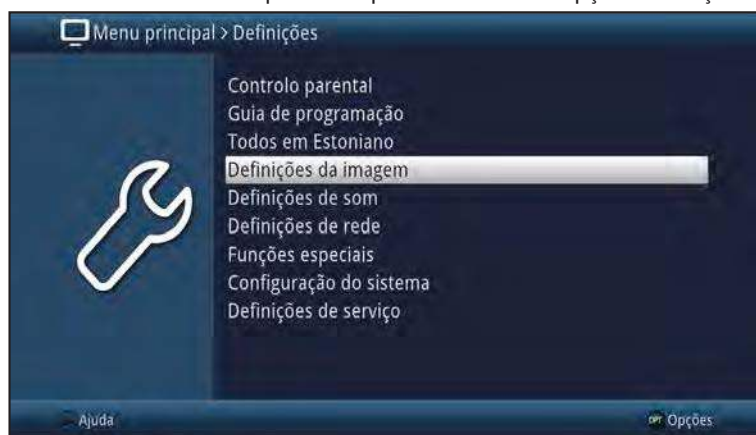 Menu principal > Definições
Controlo parental
Guia de programação
Todos em Estoniano
Definições da imagem
Definições de som
Definições de rede
Funções especiais
Configuração do sistema
Definições de serviço
Ajuda
OPT Opções